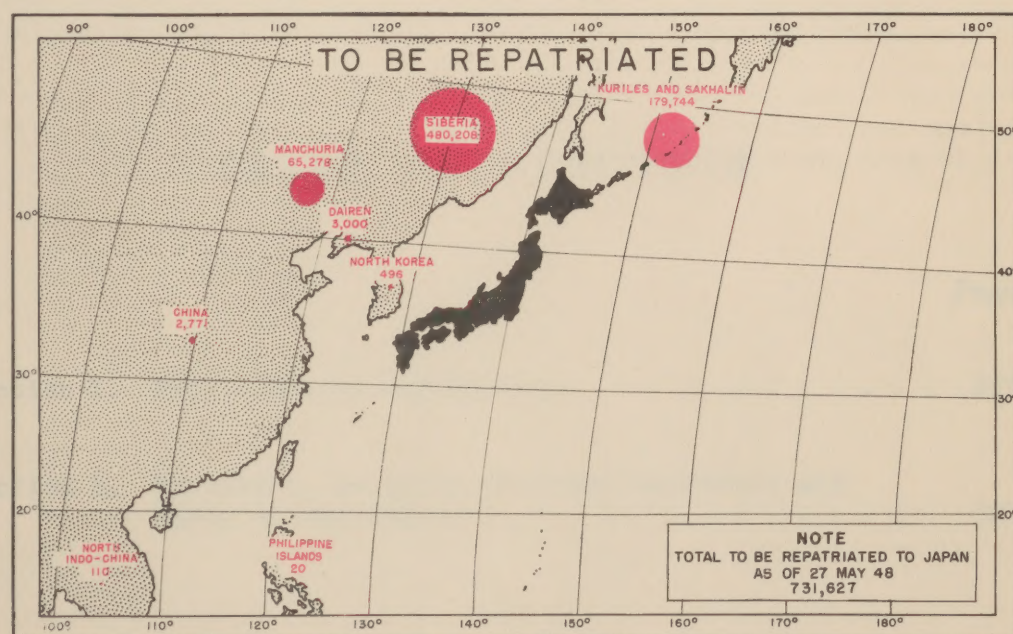 90° 100° 110° 120° 130° 140° 150° 160° 170° 180°
TO BE REPATRIATED
KURILES AND SAKHALIN
179,744
SIBERIA
480,208
50°
MANCHURIA
65,278
40°
DAIREN
3,000
NORTH KOREA
496
40°
CHINA
2,771
30°
30°
20°
20°
NORTH
INDO-CHINA
110
PHILIPPINE
ISLANDS
20
NOTE
TOTAL TO BE REPATRIATED TO JAPAN
AS OF 27 MAY 48
731,627
100° 110° 120° 130° 140° 150° 160° 170° 180°